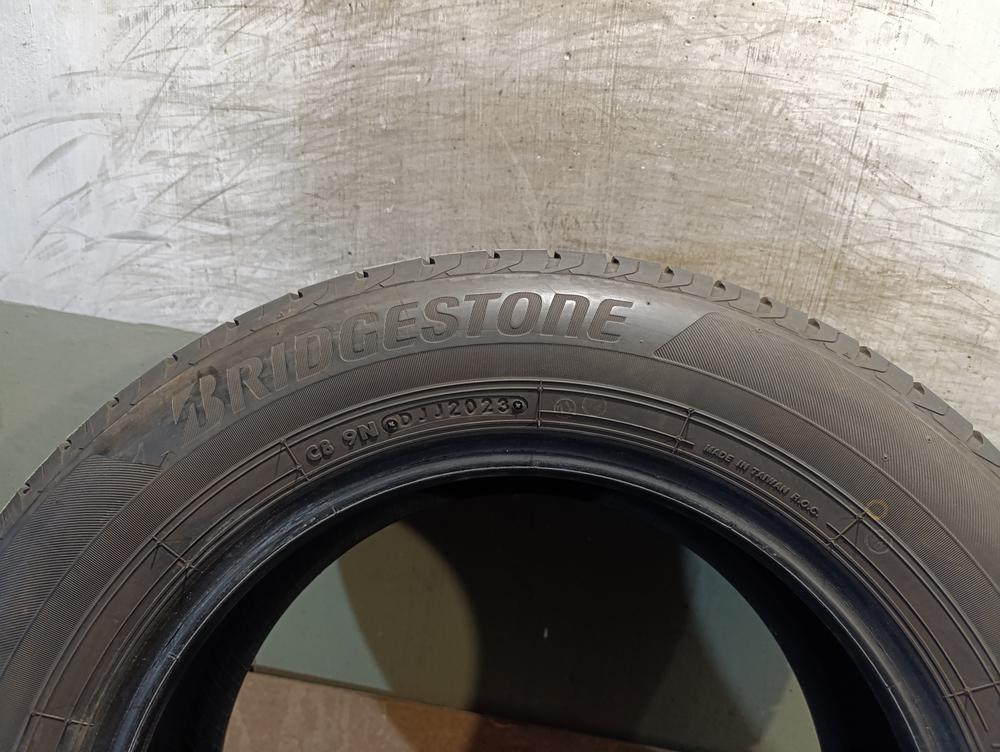 BRIDGESTONE
C8 9N DJJ2023
MADE IN TAIWAN R.O.C.